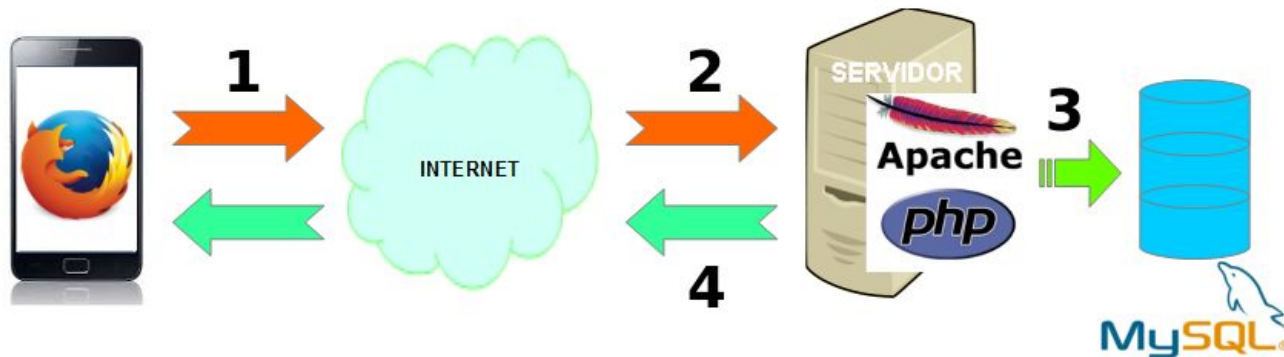 1
2
SERVIDOR
3
INTERNET
Apache
php
4
MySQL®